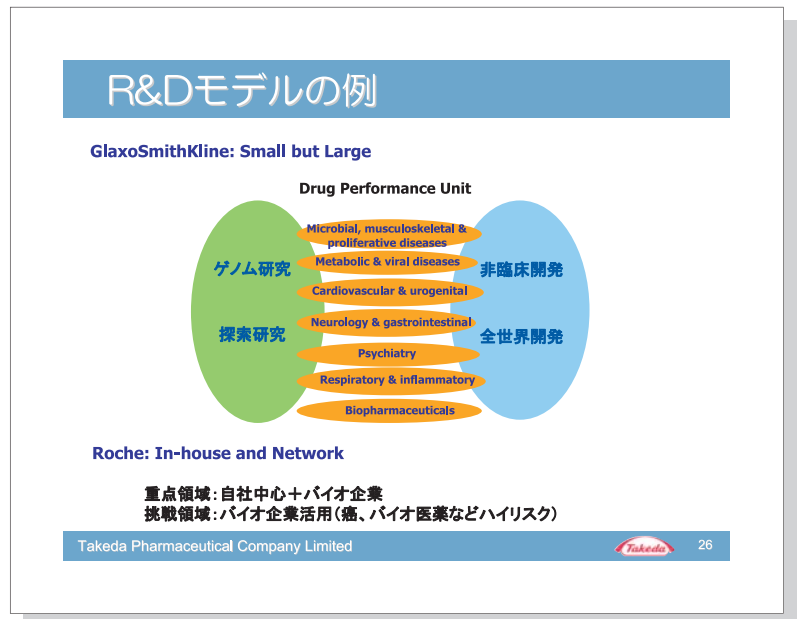 R&Dモデルの例
GlaxoSmithKline: Small but Large
Drug Performance Unit
Microbial, musculoskeletal &
proliferative diseases
Metabolic & viral diseases
Cardiovascular & urogenital
Neurology & gastrointestinal
Psychiatry
Respiratory & inflammatory
Biopharmaceuticals
ゲノム研究
探索研究
非臨床開発
全世界開発
Roche: In-house and Network
重点領域：自社中心＋バイオ企業
挑戦領域：バイオ企業活用（癌、バイオ医薬などハイリスク）
Takeda Pharmaceutical Company Limited
Takeda
26